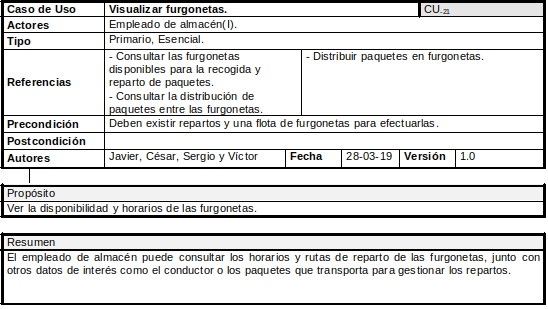 Caso de Uso Visualizar furgonetas. CU.21
Actores Empleado de almacén(I).
Tipo Primario, Esencial.
Referencias
- Consultar las furgonetas
disponibles para la recogida y
reparto de paquetes.
- Consultar la distribución de
paquetes entre las furgonetas.
- Distribuir paquetes en furgonetas.
Precondición Deben existir repartos y una flota de furgonetas para efectuarlas.
Postcondición
Autores Javier, César, Sergio y Víctor Fecha 28-03-19 Versión 1.0
Propósito
Ver la disponibilidad y horarios de las furgonetas.
Resumen
El empleado de almacén puede consultar los horarios y rutas de reparto de las furgonetas, junto con
otros datos de interés como el conductor o los paquetes que transporta para gestionar los repartos.